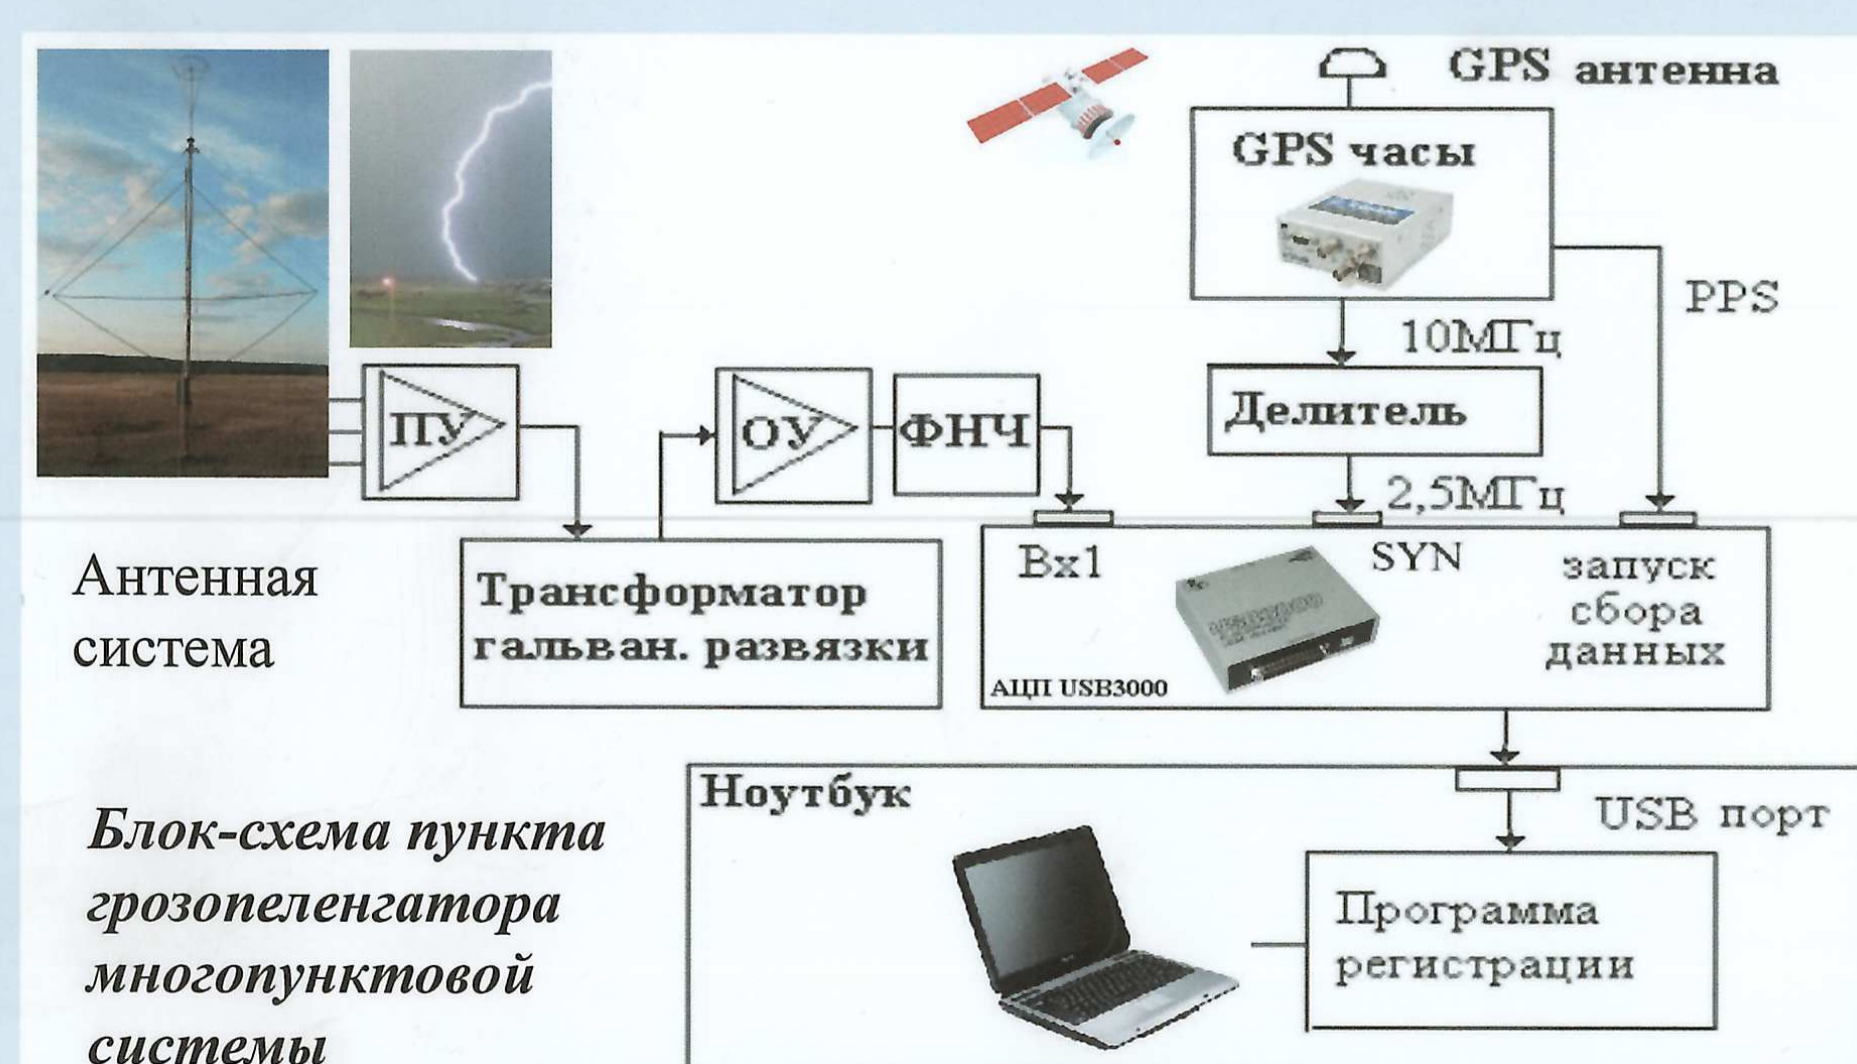 GPS антенна
GPS часы
PPS
10МГц
Делитель
2,5МГц
ПУ
ОУ
ФНЧ
Вх1
SYN
запуск
сбора
данных
АЦП USB3000
Трансформатор
гальван. развязки
Антенная
система
Ноутбук
USB порт
Программа
регистрации
Блок-схема пункта
грозопеленгатора
многопунктовой
системы